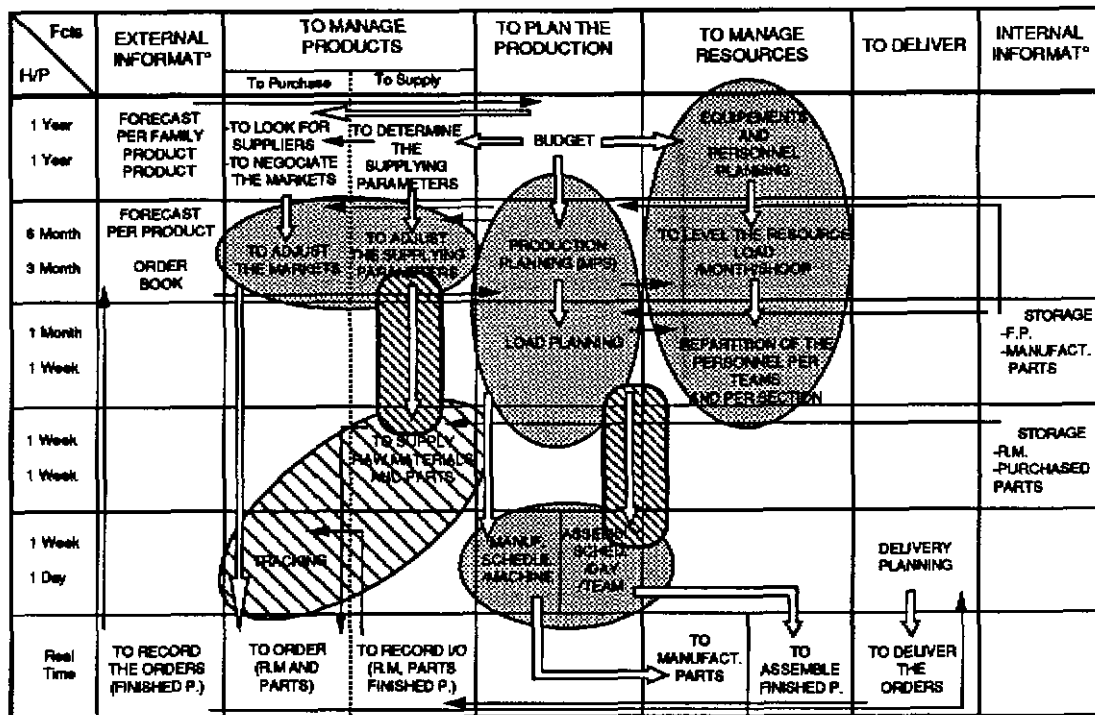 Fcts
H/P
EXTERNAL
INFORMAT°
TO MANAGE
PRODUCTS
To Purchase
To Supply
TO PLAN THE
PRODUCTION
TO MANAGE
RESOURCES
TO DELIVER
INTERNAL
INFORMAT°
1 Year
1 Year
FORECAST
PER FAMILY
PRODUCT
PRODUCT
-TO LOOK FOR
SUPPLIERS
-TO NEGOCIATE
THE MARKETS
TO DETERMINE
THE
SUPPLYING
PARAMETERS
BUDGET
EQUIPEMENTS
AND
PERSONNEL
PLANNING
6 Month
3 Month
FORECAST
PER PRODUCT
ORDER
BOOK
TO ADJUST
THE MARKETS
TO ADJUST
THE SUPPLYING
PARAMETERS
PRODUCTION
PLANNING (MPS)
TO LEVEL THE RESOURCE
LOAD
1 Month
1 Week
LOAD PLANNING
REPARTITION OF THE
PERSONNEL PER
TEAMS
AND PER SECTION
STORAGE
-F.P.
-MANUFACT.
PARTS
1 Week
1 Week
TO SUPPLY
RAW MATERIALS
AND PARTS
STORAGE
-R.M.
-PURCHASED
PARTS
1 Week
1 Day
TRACKING
MANUF.
SCHEDUL
/MACHINE
ASSEMB.
SCHED.
/DAY
/TEAM
DELIVERY
PLANNING
Real
Time
TO RECORD
THE ORDERS
(FINISHED P.)
TO ORDER
(R.M AND
PARTS)
TO RECORD I/O
(R.M, PARTS
FINISHED P.)
TO
MANUFACT.
PARTS
TO
ASSEMBLE
FINISHED P.
TO DELIVER
THE
ORDERS